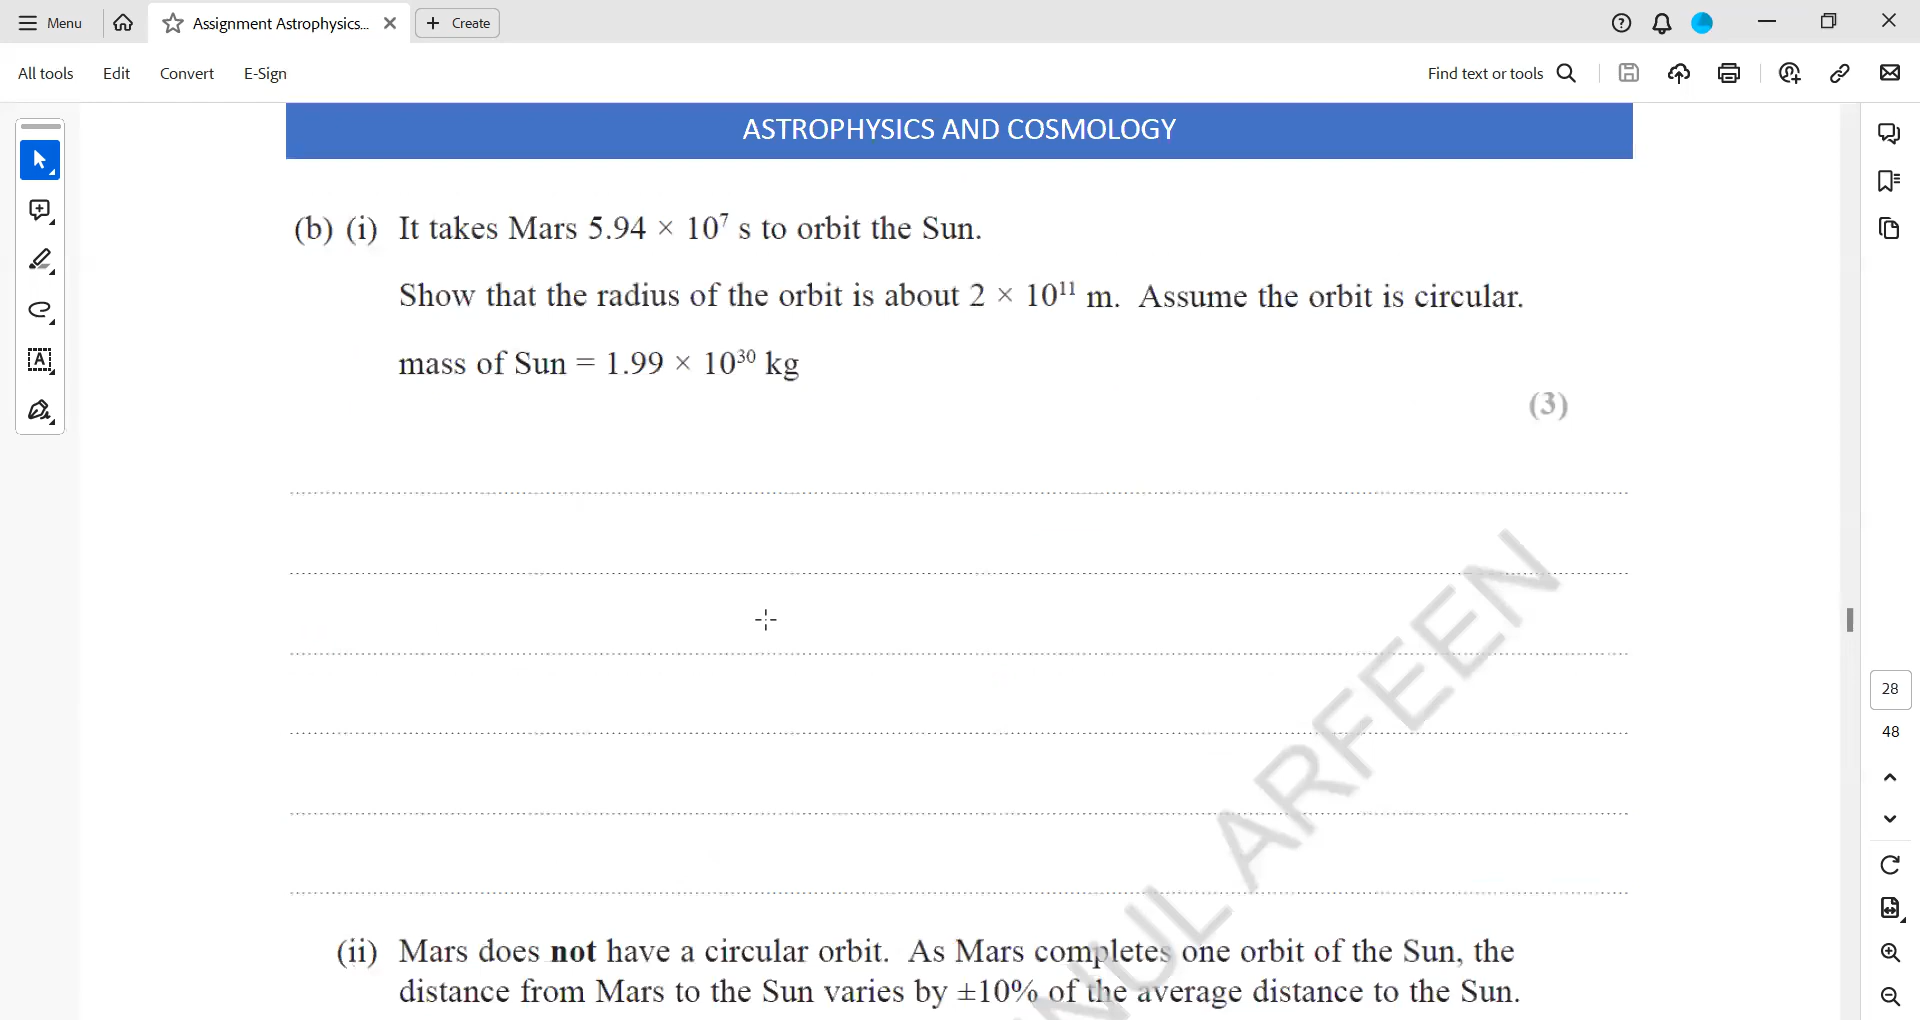 Menu
Assignment Astrophysics...
Create
All tools
Edit
Convert
E-Sign
Find text or tools
ASTROPHYSICS AND COSMOLOGY
(b) (i) It takes Mars 5.94 × 10⁷ s to orbit the Sun.
Show that the radius of the orbit is about 2 × 10¹¹ m. Assume the orbit is circular.
mass of Sun = 1.99 × 10³⁰ kg
(3)
(ii) Mars does not have a circular orbit. As Mars completes one orbit of the Sun, the
distance from Mars to the Sun varies by ±10% of the average distance to the Sun.
NUL ARFEEN
28
48